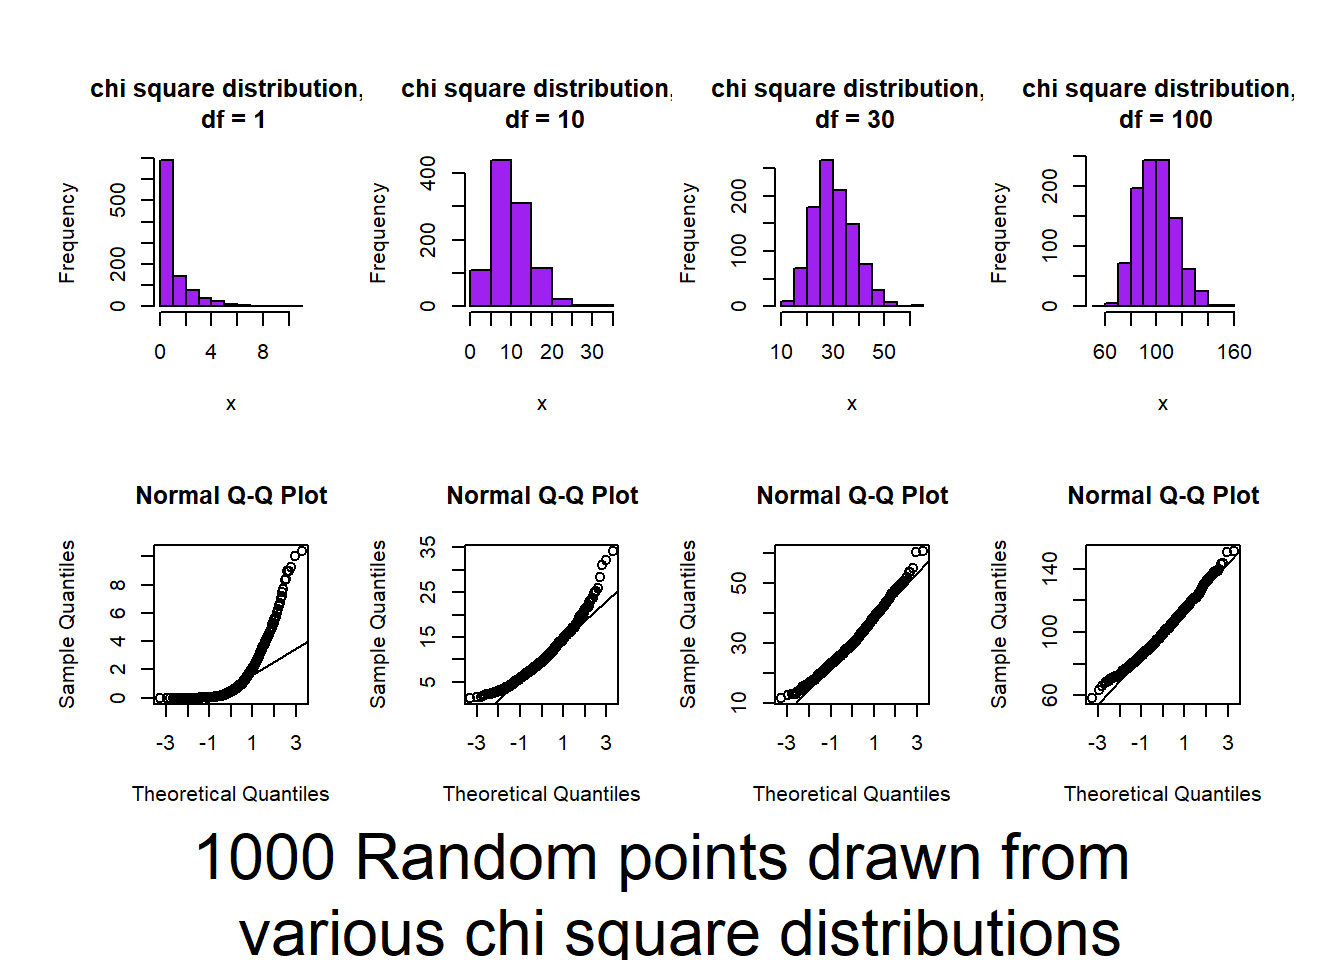 chi square distribution,
df = 1
chi square distribution,
df = 10
chi square distribution,
df = 30
chi square distribution,
df = 100
Frequency
0 200 500
0 4 8
x
Frequency
0 200 400
0 10 20 30
x
Frequency
0 100 200
10 30 50
x
Frequency
0 100 200
60 100 160
x
Normal Q-Q Plot
Sample Quantiles
0 2 4 6 8
-3 -1 1 3
Theoretical Quantiles
Normal Q-Q Plot
Sample Quantiles
5 15 25 35
-3 -1 1 3
Theoretical Quantiles
Normal Q-Q Plot
Sample Quantiles
10 30 50
-3 -1 1 3
Theoretical Quantiles
Normal Q-Q Plot
Sample Quantiles
60 100 140
-3 -1 1 3
Theoretical Quantiles
1000 Random points drawn from
various chi square distributions